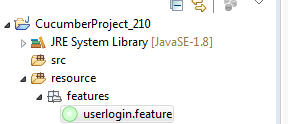 CucumberProject_210
JRE System Library [JavaSE-1.8]
src
resource
features
userlogin.feature